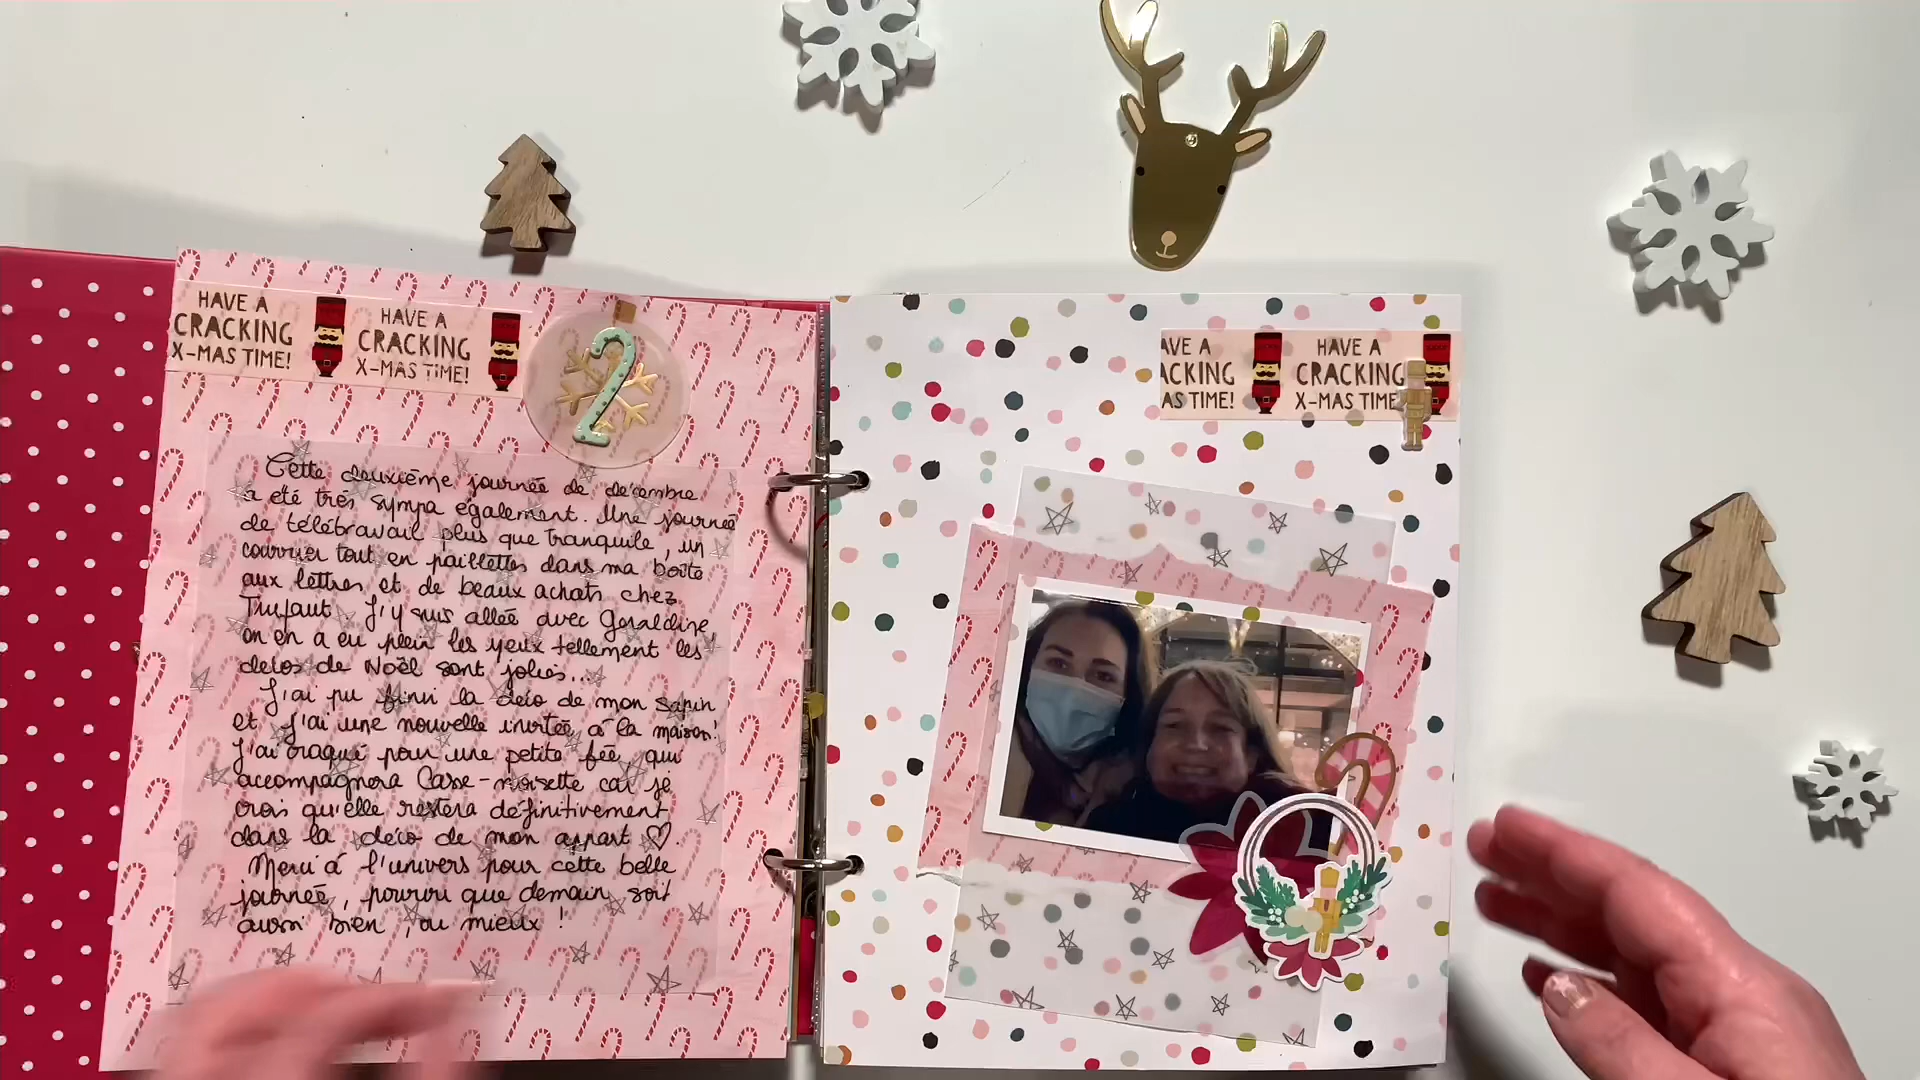 HAVE A
CRACKING
X-MAS TIME!
HAVE A
CRACKING
X-MAS TIME!
2
Cette deuxième journée de décembre
a été très sympa également. Une journée
de télétravail plus que tranquile, un
courrier tout en paillettes dans ma boîte
aux lettres et de beaux achats chez
Truffaut. J'y suis allée avec Geraldine,
on en a eu plein les yeux tellement les
decos de Noël sont jolies...
J'ai pu finir la déco de mon sapin
et j'ai une nouvelle invitée à la maison!
J'ai craqué pour une petite fée qui
accompagnera Casse-noisette car je
crois qu'elle restera définitivement
dans la déco de mon appart ♡.
Merci à l'univers pour cette belle
journée, pourvu que demain soit
aussi bien, ou mieux !
AVE A
ACKING
AS TIME!
HAVE A
CRACKING
X-MAS TIME